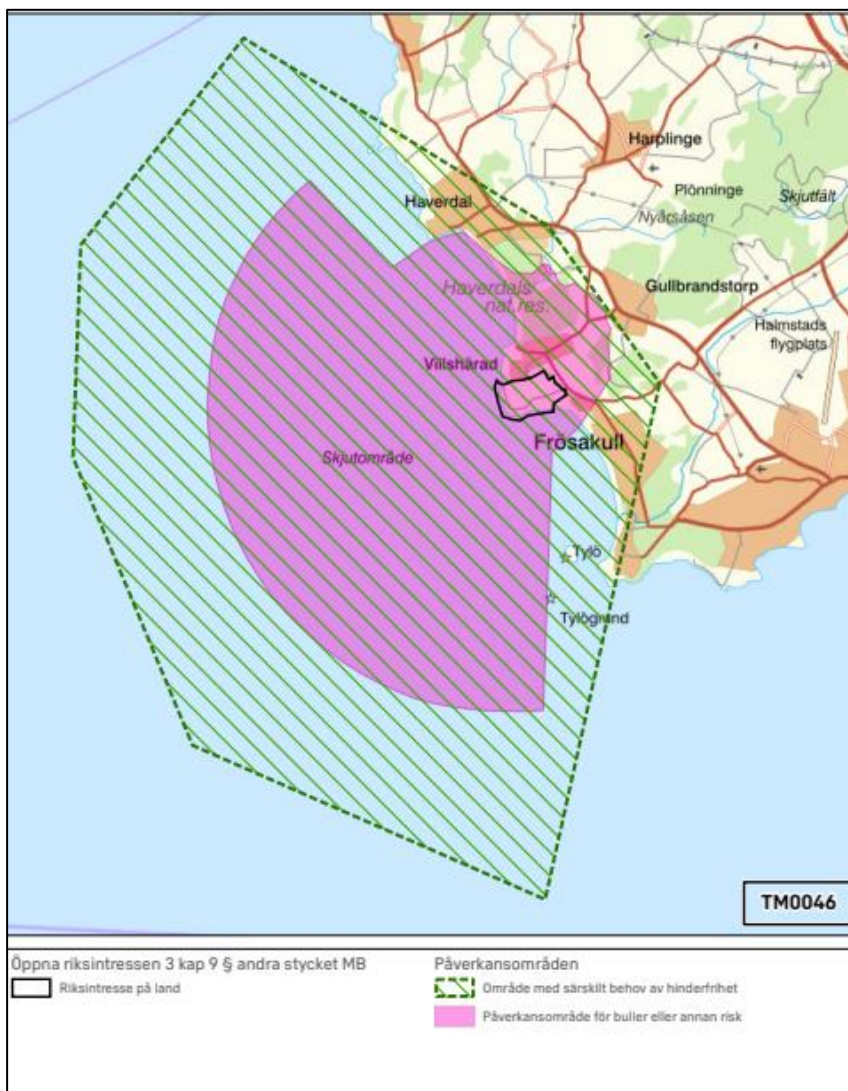 Harplinge
Plönninge
Haverdal
Skjutfält
Nyårsåsen
Haverdals
nat.res.
Gullbrandstorp
Halmstads
flygplats
Villshärad
Frösakull
Skjutområde
Tylö
Tylögrund
TM0046
Öppna riksintressen 3 kap 9 § andra stycket MB
Riksintresse på land
Påverkansområden
Område med särskilt behov av hinderfrihet
Påverkansområde för buller eller annan risk